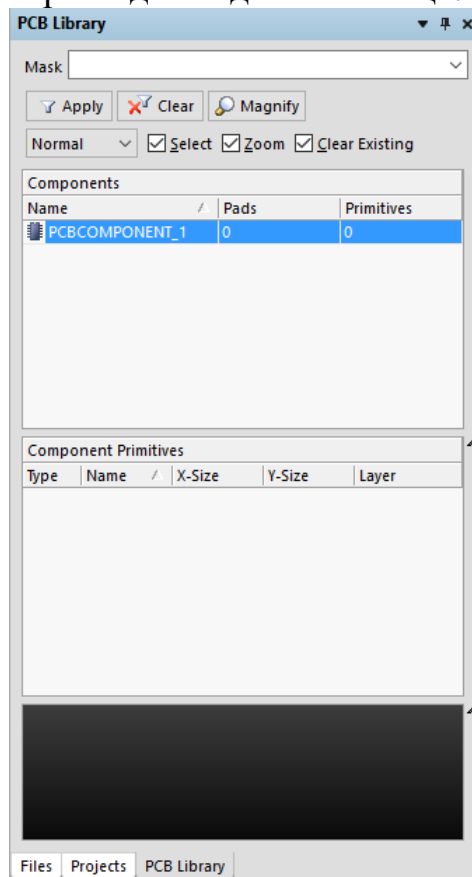 PCB Library
Mask
Apply Clear Magnify
Normal Select Zoom Clear Existing
Components
Name Pads Primitives
PCBCOMPONENT_1 0 0
Component Primitives
Type Name X-Size Y-Size Layer
Files Projects PCB Library